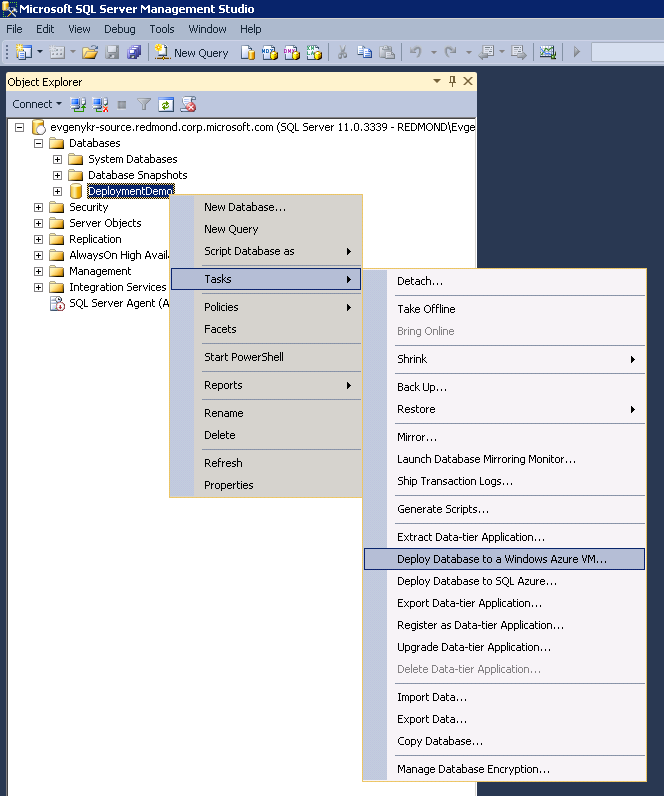 Microsoft SQL Server Management Studio
File Edit View Debug Tools Window Help
New Query
Object Explorer
Connect
evgenykr-source.redmond.corp.microsoft.com (SQL Server 11.0.3339 - REDMOND\Evge
Databases
System Databases
Database Snapshots
DeploymentDemo
Security
Server Objects
Replication
AlwaysOn High Avail
Management
Integration Services
SQL Server Agent (A
New Database...
New Query
Script Database as
Tasks
Policies
Facets
Start PowerShell
Reports
Rename
Delete
Refresh
Properties
Detach...
Take Offline
Bring Online
Shrink
Back Up...
Restore
Mirror...
Launch Database Mirroring Monitor...
Ship Transaction Logs...
Generate Scripts...
Extract Data-tier Application...
Deploy Database to a Windows Azure VM...
Deploy Database to SQL Azure...
Export Data-tier Application...
Register as Data-tier Application...
Upgrade Data-tier Application...
Delete Data-tier Application...
Import Data...
Export Data...
Copy Database...
Manage Database Encryption...